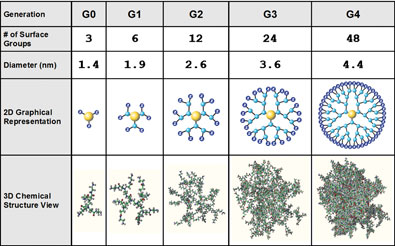 Generation G0 G1 G2 G3 G4
# of Surface
Groups 3 6 12 24 48
Diameter (nm) 1.4 1.9 2.6 3.6 4.4
2D Graphical
Representation
3D Chemical
Structure View